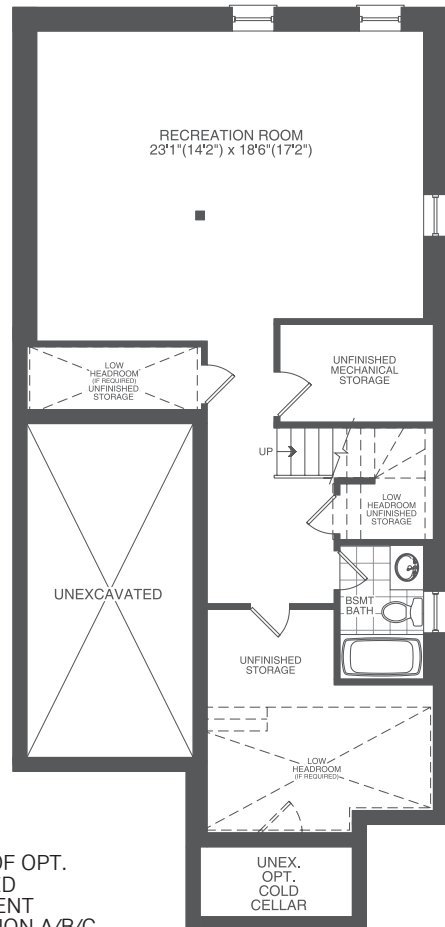 RECREATION ROOM
23'1"(14'2") x 18'6"(17'2")
LOW
HEADROOM
(IF REQUIRED)
UNFINISHED
STORAGE
UNFINISHED
MECHANICAL
STORAGE
UP
LOW
HEADROOM
UNFINISHED
STORAGE
UNEXCAVATED
BSMT
BATH
UNFINISHED
STORAGE
LOW
HEADROOM
(IF REQUIRED)
UNEX.
OPT.
COLD
CELLAR
OF OPT.
ED
ENT
ION A/B/C